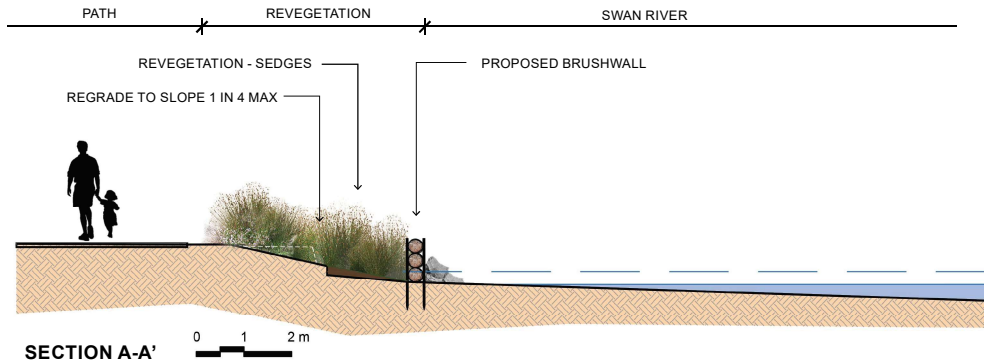 PATH
REVEGETATION
SWAN RIVER
REVEGETATION - SEDGES
PROPOSED BRUSHWALL
REGRADE TO SLOPE 1 IN 4 MAX
0 1 2 m
SECTION A-A'